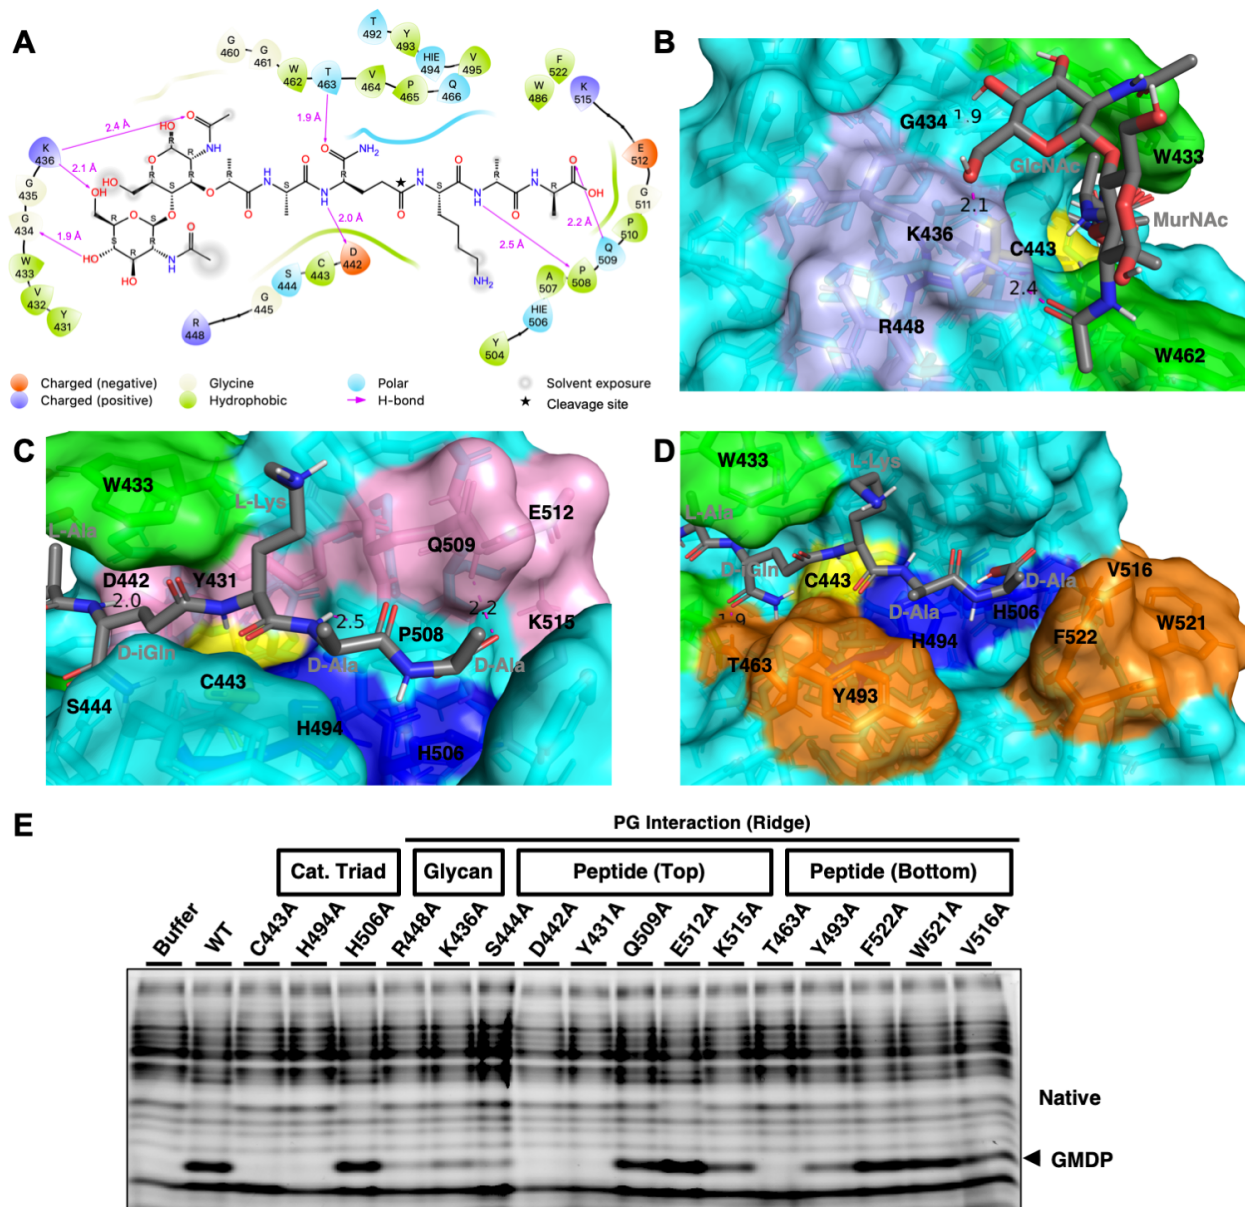 A
G 460
G 461
W 462
T 463
V 464
P 465
Q 466
T 492
Y 493
HIE 494
V 495
F 522
W 486
K 515
E 512
G 511
P 510
Q 509
P 508
A 507
HIE 506
Y 504
K 436
G 435
G 434
W 433
V 432
Y 431
R 448
G 445
S 444
C 443
D 442
2.4 Å
2.1 Å
1.9 Å
1.9 Å
2.0 Å
2.5 Å
2.2 Å
Charged (negative)
Charged (positive)
Glycine
Hydrophobic
Polar
H-bond
Solvent exposure
Cleavage site
B
G434
1.9
GlcNAc
W433
2.1
MurNAc
K436
C443
2.4
R448
W462
C
W433
L-Lys
E512
L-Ala
Q509
D442
Y431
2.0
2.5
P508
2.2
K515
D-iGln
D-Ala
D-Ala
C443
S444
H494
H506
D
W433
L-Lys
L-Ala
D-iGln
C443
D-Ala
V516
D-Ala
H506
W521
1.9
H494
F522
T463
Y493
E
PG Interaction (Ridge)
Cat. Triad
Glycan
Peptide (Top)
Peptide (Bottom)
Buffer
WT
C443A
H494A
H506A
R448A
K436A
S444A
D442A
Y431A
Q509A
E512A
K515A
T463A
Y493A
F522A
W521A
V516A
Native
GMDP